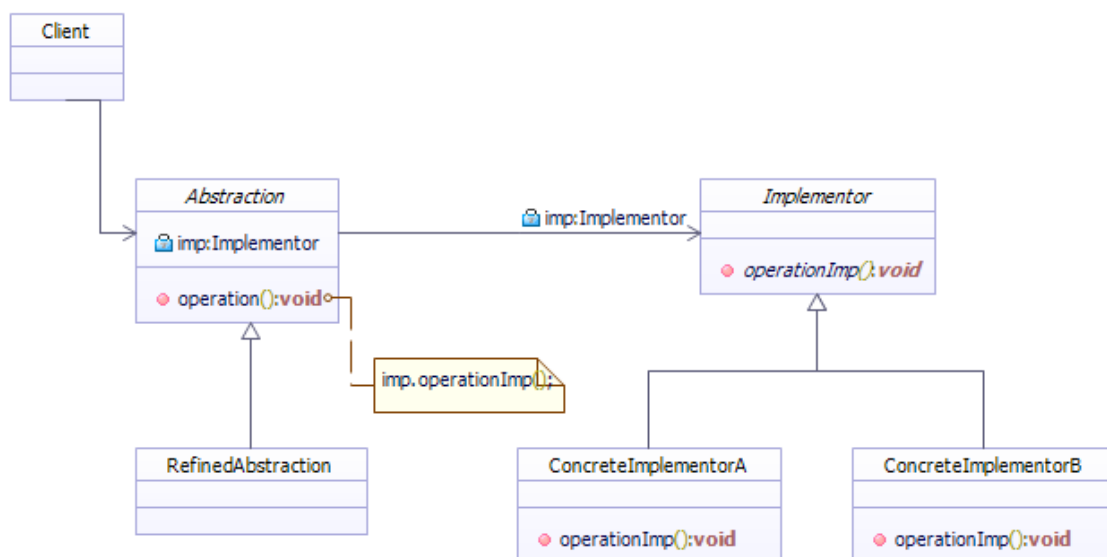 Client
Abstraction
imp:Implementor
operation():void
imp:Implementor
Implementor
operationImp():void
imp.operationImp();
RefinedAbstraction
ConcreteImplementorA
operationImp():void
ConcreteImplementorB
operationImp():void